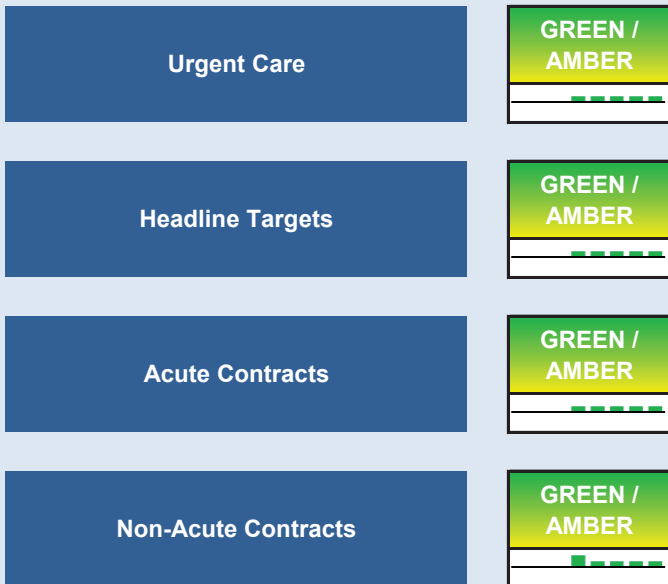 Urgent Care
GREEN /
AMBER
Headline Targets
GREEN /
AMBER
Acute Contracts
GREEN /
AMBER
Non-Acute Contracts
GREEN /
AMBER